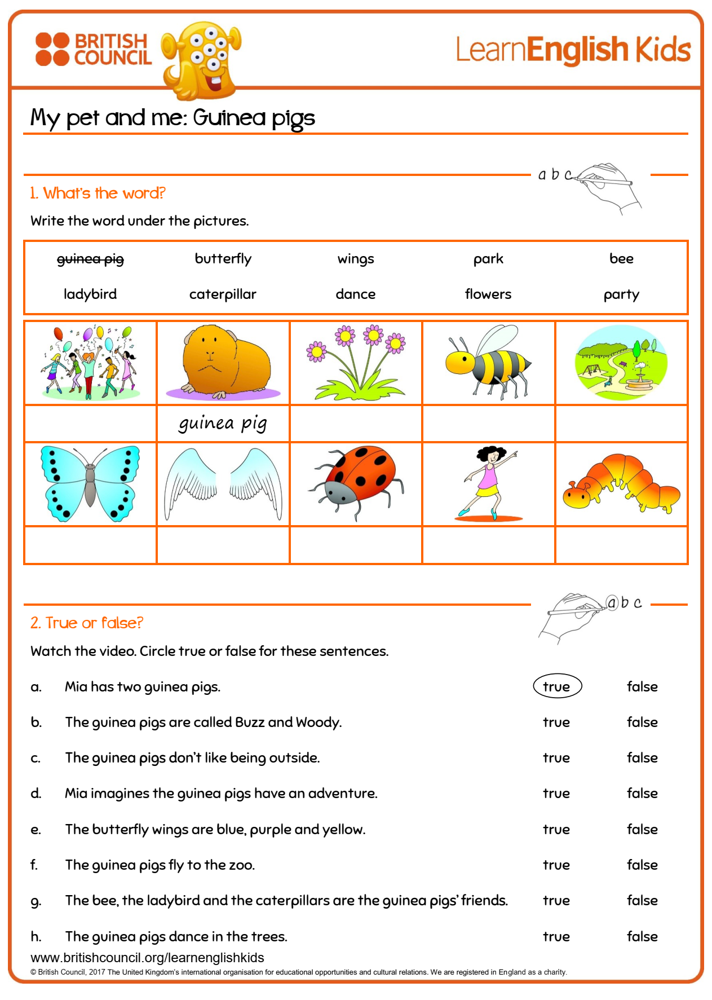 BRITISH
COUNCIL
LearnEnglish Kids
My pet and me: Guinea pigs
a b c
1. What's the word?
Write the word under the pictures.
guinea pig butterfly wings park bee
ladybird caterpillar dance flowers party
guinea pig
a b c
2. True or false?
Watch the video. Circle true or false for these sentences.
a. Mia has two guinea pigs. true false
b. The guinea pigs are called Buzz and Woody. true false
c. The guinea pigs don't like being outside. true false
d. Mia imagines the guinea pigs have an adventure. true false
e. The butterfly wings are blue, purple and yellow. true false
f. The guinea pigs fly to the zoo. true false
g. The bee, the ladybird and the caterpillars are the guinea pigs' friends. true false
h. The guinea pigs dance in the trees. true false
www.britishcouncil.org/learnenglishkids
© British Council, 2017 The United Kingdom's international organisation for educational opportunities and cultural relations. We are registered in England as a charity.